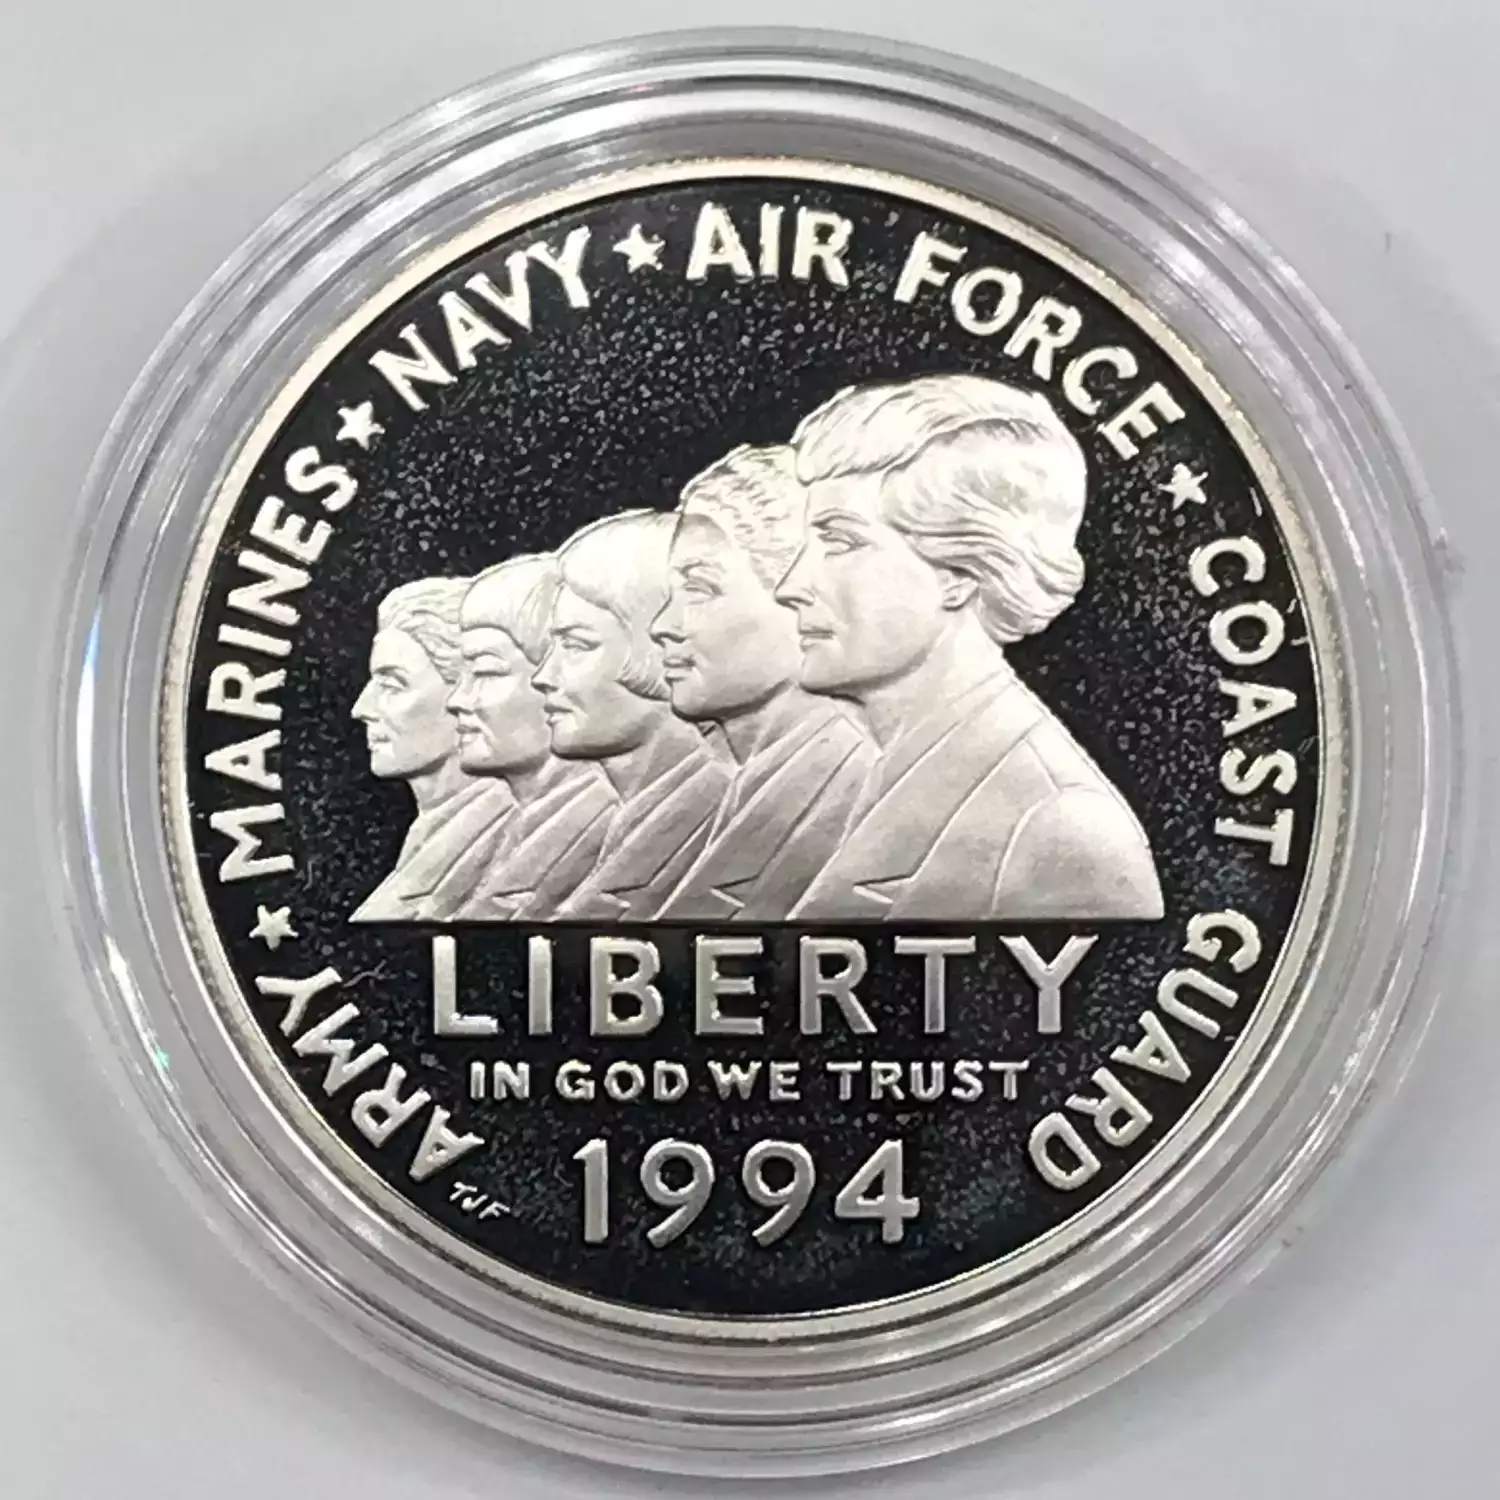 ARMY ★ MARINES ★ NAVY ★ AIR FORCE ★ COAST GUARD
LIBERTY
IN GOD WE TRUST
1994
TJF